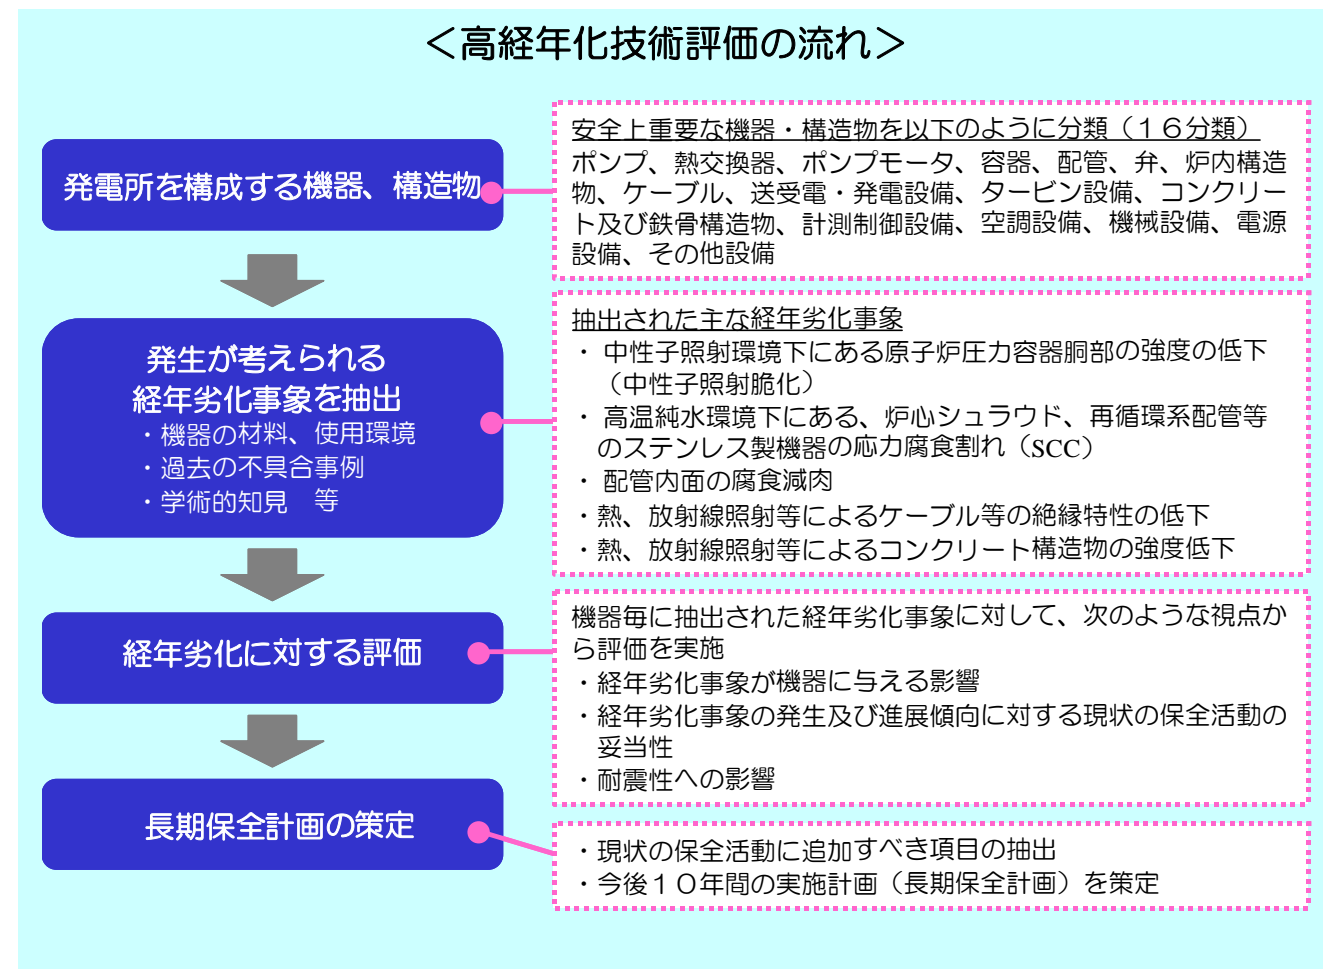 ＜高経年化技術評価の流れ＞
発電所を構成する機器、構造物
安全上重要な機器・構造物を以下のように分類（１６分類）
ポンプ、熱交換器、ポンプモータ、容器、配管、弁、炉内構造
物、ケーブル、送受電・発電設備、タービン設備、コンクリー
ト及び鉄骨構造物、計測制御設備、空調設備、機械設備、電源
設備、その他設備
発生が考えられる
経年劣化事象を抽出
・機器の材料、使用環境
・過去の不具合事例
・学術的知見　等
抽出された主な経年劣化事象
・ 中性子照射環境下にある原子炉圧力容器胴部の強度の低下
（中性子照射脆化）
・ 高温純水環境下にある、炉心シュラウド、再循環系配管等
のステンレス製機器の応力腐食割れ（SCC）
・ 配管内面の腐食減肉
・熱、放射線照射等によるケーブル等の絶縁特性の低下
・熱、放射線照射等によるコンクリート構造物の強度低下
経年劣化に対する評価
機器毎に抽出された経年劣化事象に対して、次のような視点か
ら評価を実施
・経年劣化事象が機器に与える影響
・経年劣化事象の発生及び進展傾向に対する現状の保全活動の
妥当性
・耐震性への影響
長期保全計画の策定
・現状の保全活動に追加すべき項目の抽出
・今後１０年間の実施計画（長期保全計画）を策定